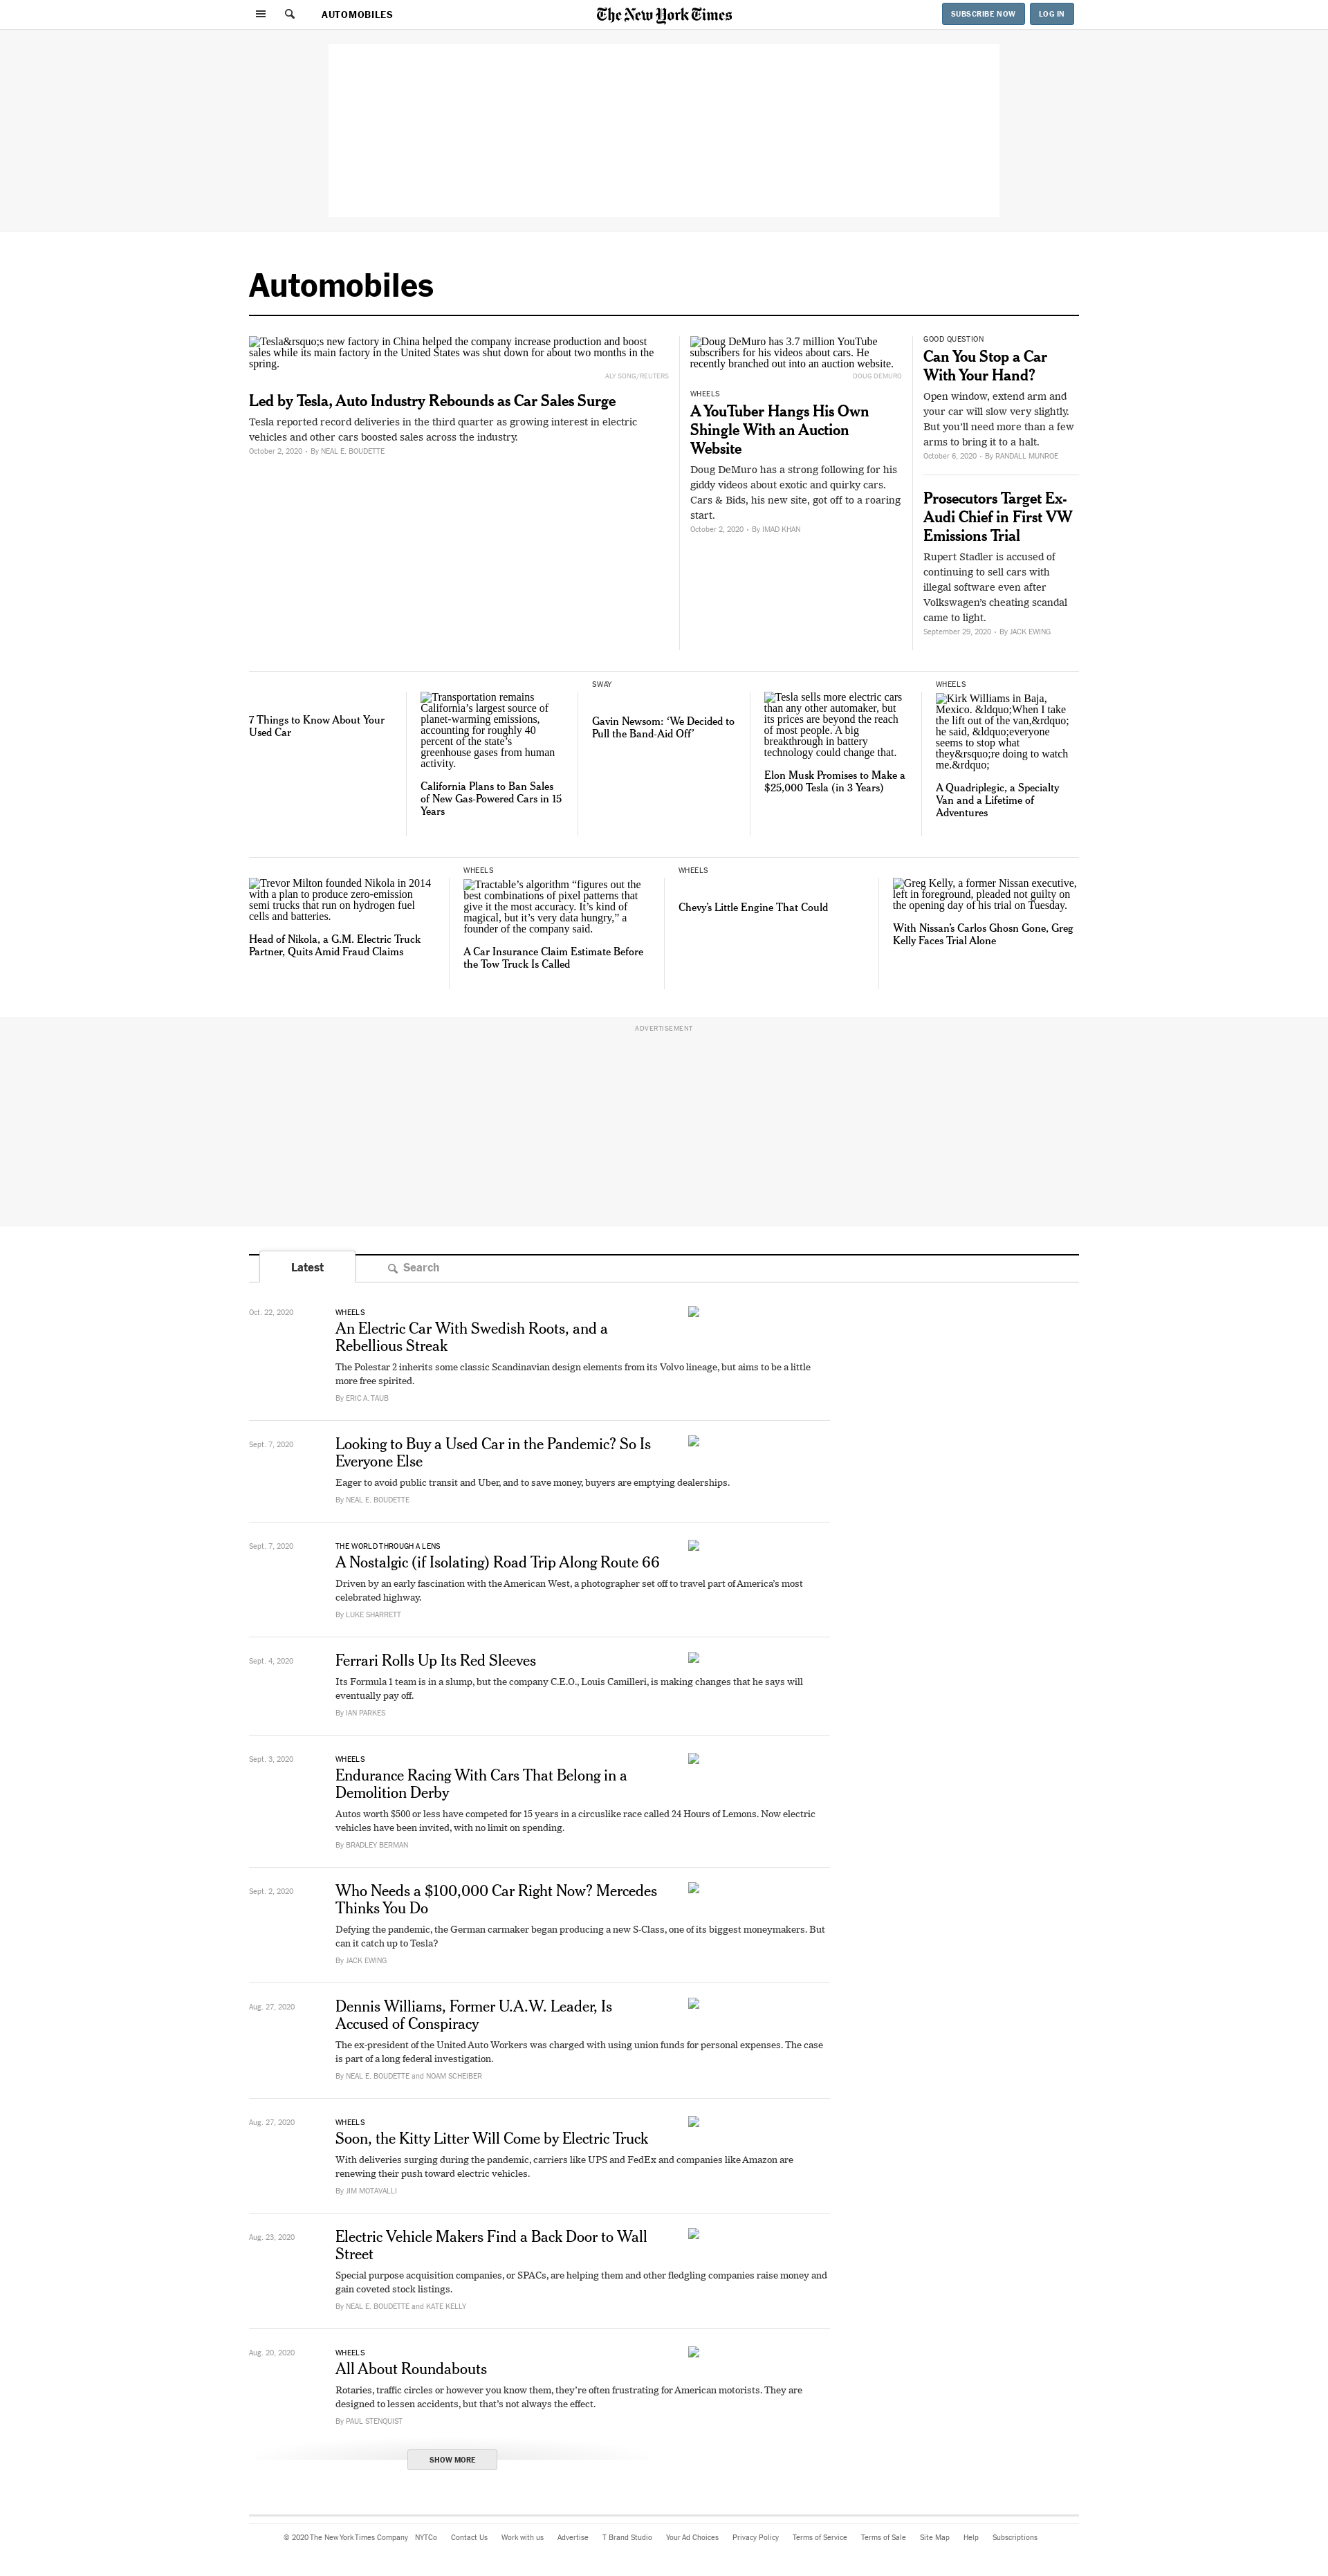 AUTOMOBILES
The New York Times
SUBSCRIBE NOW
LOG IN
Automobiles
Tesla&rsquo;s new factory in China helped the company increase production and boost
sales while its main factory in the United States was shut down for about two months in the
spring.
ALY SONG/REUTERS
Led by Tesla, Auto Industry Rebounds as Car Sales Surge
Tesla reported record deliveries in the third quarter as growing interest in electric
vehicles and other cars boosted sales across the industry.
October 2, 2020 - By NEAL E. BOUDETTE
Doug DeMuro has 3.7 million YouTube
subscribers for his videos about cars. He
recently branched out into an auction website.
DOUG DEMURO
WHEELS
A YouTuber Hangs His Own
Shingle With an Auction
Website
Doug DeMuro has a strong following for his
giddy videos about exotic and quirky cars.
Cars & Bids, his new site, got off to a roaring
start.
October 2, 2020 - By IMAD KHAN
GOOD QUESTION
Can You Stop a Car
With Your Hand?
Open window, extend arm and
your car will slow very slightly.
But you’ll need more than a few
arms to bring it to a halt.
October 6, 2020 - By RANDALL MUNROE
Prosecutors Target Ex-
Audi Chief in First VW
Emissions Trial
Rupert Stadler is accused of
continuing to sell cars with
illegal software even after
Volkswagen’s cheating scandal
came to light.
September 29, 2020 - By JACK EWING
7 Things to Know About Your
Used Car
Transportation remains
California’s largest source of
planet-warming emissions,
accounting for roughly 40
percent of the state’s
greenhouse gases from human
activity.
California Plans to Ban Sales
of New Gas-Powered Cars in 15
Years
SWAY
Gavin Newsom: ‘We Decided to
Pull the Band-Aid Off’
Tesla sells more electric cars
than any other automaker, but
its prices are beyond the reach
of most people. A big
breakthrough in battery
technology could change that.
Elon Musk Promises to Make a
$25,000 Tesla (in 3 Years)
WHEELS
Kirk Williams in Baja,
Mexico. &ldquo;When I take
the lift out of the van,&rdquo;
he said, &ldquo;everyone
seems to stop what
they&rsquo;re doing to watch
me.&rdquo;
A Quadriplegic, a Specialty
Van and a Lifetime of
Adventures
Trevor Milton founded Nikola in 2014
with a plan to produce zero-emission
semi trucks that run on hydrogen fuel
cells and batteries.
Head of Nikola, a G.M. Electric Truck
Partner, Quits Amid Fraud Claims
WHEELS
Tractable’s algorithm “figures out the
best combinations of pixel patterns that
give it the most accuracy. It’s kind of
magical, but it’s very data hungry,” a
founder of the company said.
A Car Insurance Claim Estimate Before
the Tow Truck Is Called
WHEELS
Chevy’s Little Engine That Could
Greg Kelly, a former Nissan executive,
left in foreground, pleaded not guilty on
the opening day of his trial on Tuesday.
With Nissan’s Carlos Ghosn Gone, Greg
Kelly Faces Trial Alone
ADVERTISEMENT
Latest
Search
Oct. 22, 2020
WHEELS
An Electric Car With Swedish Roots, and a
Rebellious Streak
The Polestar 2 inherits some classic Scandinavian design elements from its Volvo lineage, but aims to be a little
more free spirited.
By ERIC A. TAUB
Sept. 7, 2020
Looking to Buy a Used Car in the Pandemic? So Is
Everyone Else
Eager to avoid public transit and Uber, and to save money, buyers are emptying dealerships.
By NEAL E. BOUDETTE
Sept. 7, 2020
THE WORLD THROUGH A LENS
A Nostalgic (if Isolating) Road Trip Along Route 66
Driven by an early fascination with the American West, a photographer set off to travel part of America’s most
celebrated highway.
By LUKE SHARRETT
Sept. 4, 2020
Ferrari Rolls Up Its Red Sleeves
Its Formula 1 team is in a slump, but the company C.E.O., Louis Camilleri, is making changes that he says will
eventually pay off.
By IAN PARKES
Sept. 3, 2020
WHEELS
Endurance Racing With Cars That Belong in a
Demolition Derby
Autos worth $500 or less have competed for 15 years in a circuslike race called 24 Hours of Lemons. Now electric
vehicles have been invited, with no limit on spending.
By BRADLEY BERMAN
Sept. 2, 2020
Who Needs a $100,000 Car Right Now? Mercedes
Thinks You Do
Defying the pandemic, the German carmaker began producing a new S-Class, one of its biggest moneymakers. But
can it catch up to Tesla?
By JACK EWING
Aug. 27, 2020
Dennis Williams, Former U.A.W. Leader, Is
Accused of Conspiracy
The ex-president of the United Auto Workers was charged with using union funds for personal expenses. The case
is part of a long federal investigation.
By NEAL E. BOUDETTE and NOAM SCHEIBER
Aug. 27, 2020
WHEELS
Soon, the Kitty Litter Will Come by Electric Truck
With deliveries surging during the pandemic, carriers like UPS and FedEx and companies like Amazon are
renewing their push toward electric vehicles.
By JIM MOTAVALLI
Aug. 23, 2020
Electric Vehicle Makers Find a Back Door to Wall
Street
Special purpose acquisition companies, or SPACs, are helping them and other fledgling companies raise money and
gain coveted stock listings.
By NEAL E. BOUDETTE and KATE KELLY
Aug. 20, 2020
WHEELS
All About Roundabouts
Rotaries, traffic circles or however you know them, they’re often frustrating for American motorists. They are
designed to lessen accidents, but that’s not always the effect.
By PAUL STENQUIST
SHOW MORE
© 2020 The New York Times Company NYTCo Contact Us Work with us Advertise T Brand Studio Your Ad Choices Privacy Policy Terms of Service Terms of Sale Site Map Help Subscriptions